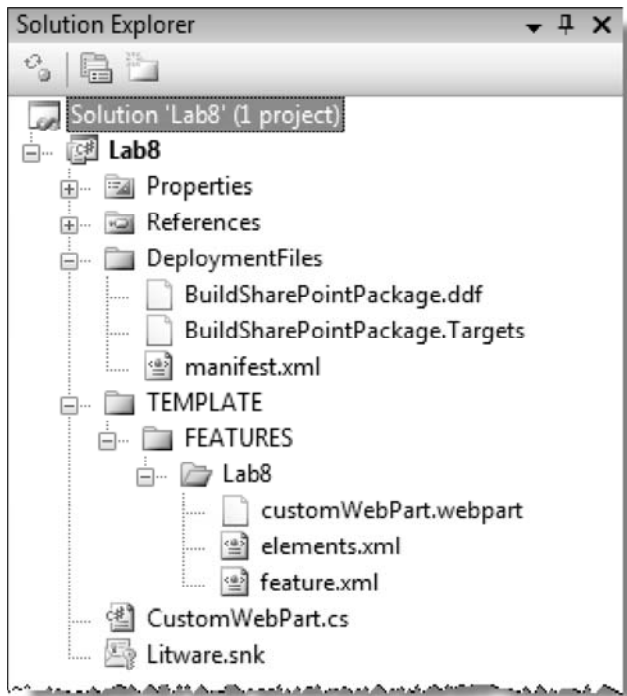 Solution Explorer
Solution 'Lab8' (1 project)
Lab8
Properties
References
DeploymentFiles
BuildSharePointPackage.ddf
BuildSharePointPackage.Targets
manifest.xml
TEMPLATE
FEATURES
Lab8
customWebPart.webpart
elements.xml
feature.xml
CustomWebPart.cs
Litware.snk